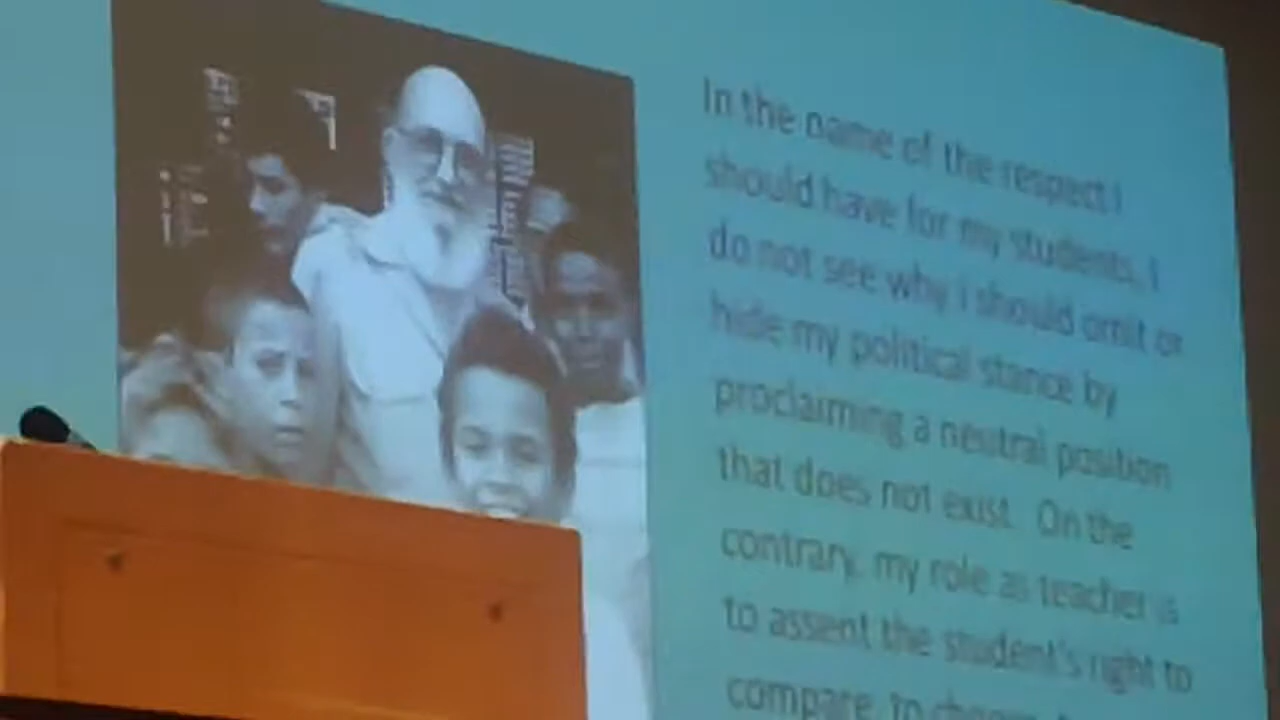 In the name of the respect I
should have for my students, I
do not see why I should omit or
hide my political stance by
proclaiming a neutral position
that does not exist. On the
contrary, my role as teacher is
to assent the student's right to
compare, to choose,